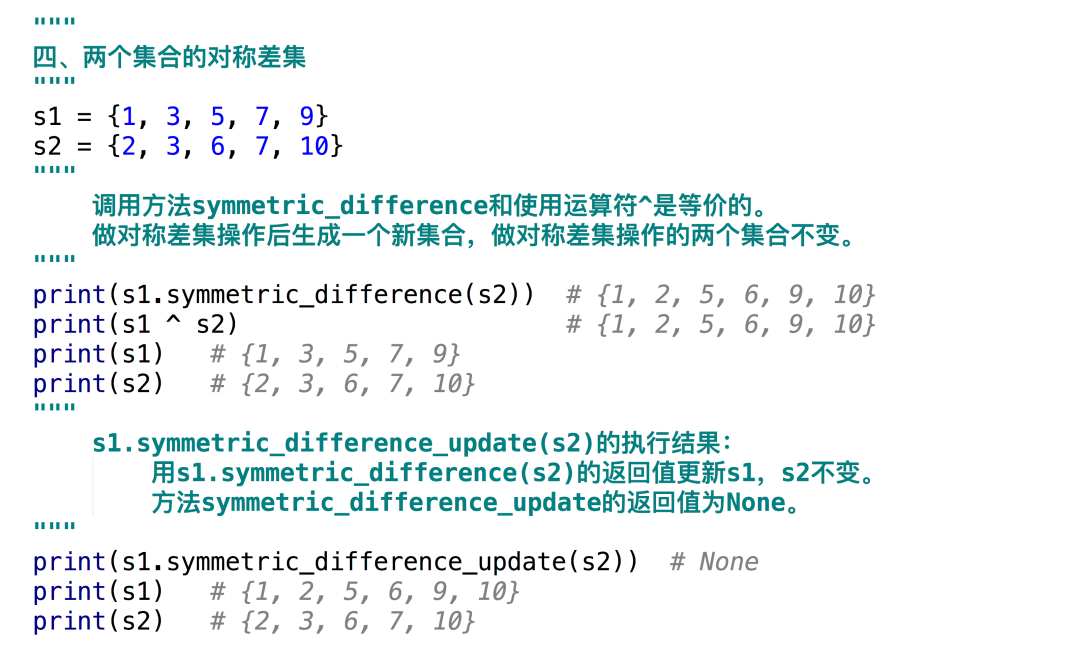 """
四、两个集合的对称差集
"""
s1 = {1, 3, 5, 7, 9}
s2 = {2, 3, 6, 7, 10}
"""
    调用方法symmetric_difference和使用运算符^是等价的。
    做对称差集操作后生成一个新集合，做对称差集操作的两个集合不变。
"""
print(s1.symmetric_difference(s2))  # {1, 2, 5, 6, 9, 10}
print(s1 ^ s2)                      # {1, 2, 5, 6, 9, 10}
print(s1)   # {1, 3, 5, 7, 9}
print(s2)   # {2, 3, 6, 7, 10}
"""
    s1.symmetric_difference_update(s2)的执行结果：
        用s1.symmetric_difference(s2)的返回值更新s1，s2不变。
        方法symmetric_difference_update的返回值为None。
"""
print(s1.symmetric_difference_update(s2))  # None
print(s1)   # {1, 2, 5, 6, 9, 10}
print(s2)   # {2, 3, 6, 7, 10}